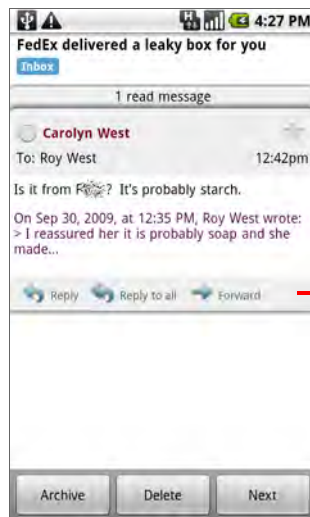 4:27 PM
FedEx delivered a leaky box for you
Inbox
1 read message
Carolyn West
To: Roy West 12:42pm
Is it from ? It's probably starch.
On Sep 30, 2009, at 12:35 PM, Roy West wrote:
> I reassured her it is probably soap and she
made...
Reply Reply to all Forward
Archive Delete Next